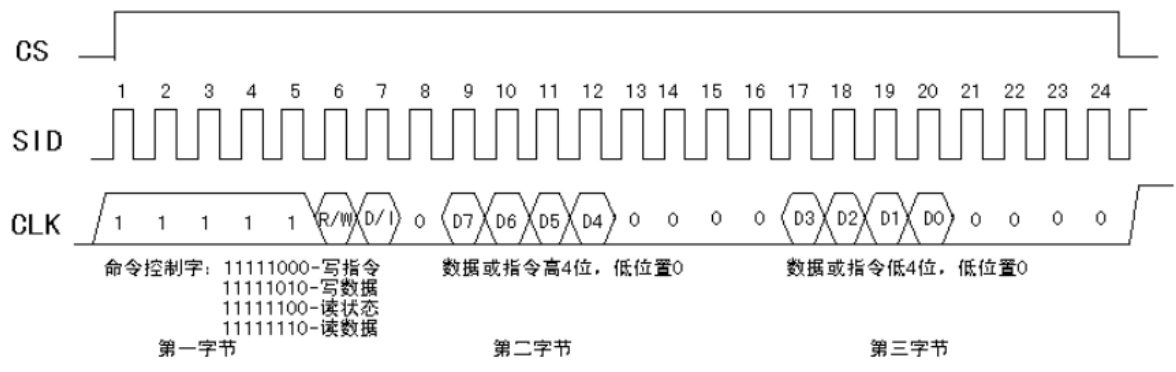 CS
1 2 3 4 5 6 7 8 9 10 11 12 13 14 15 16 17 18 19 20 21 22 23 24
SID
CLK 1 1 1 1 1 R/W D/I 0 D7 D6 D5 D4 0 0 0 0 D3 D2 D1 D0 0 0 0 0
命令控制字：11111000-写指令 数据或指令高4位，低位置0 数据或指令低4位，低位置0
11111010-写数据
11111100-读状态
11111110-读数据
第一字节 第二字节 第三字节